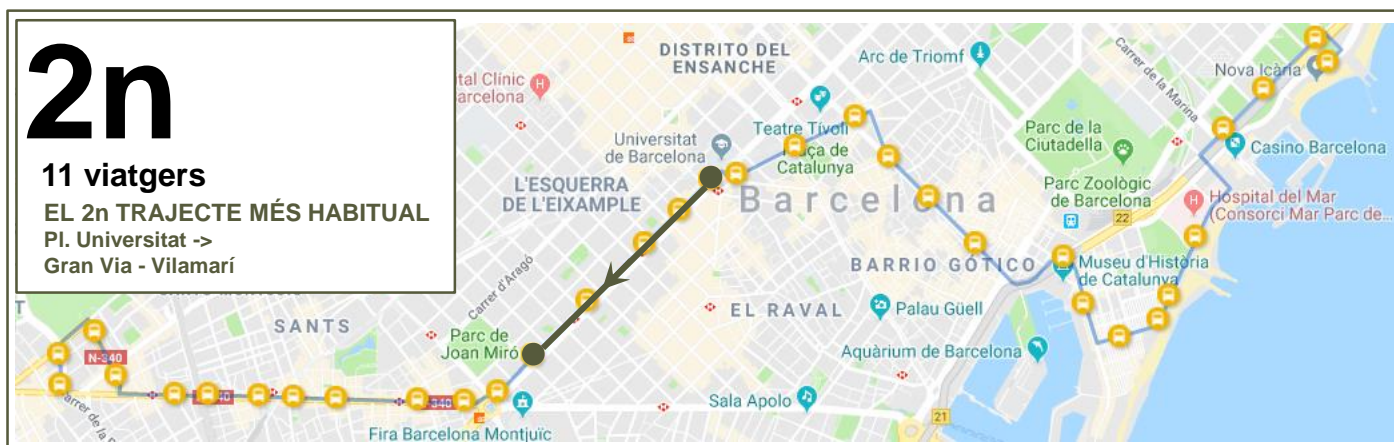 2n
11 viatgers
EL 2n TRAJECTE MÉS HABITUAL
Pl. Universitat ->
Gran Via - Vilamarí
DISTRITO DEL
ENSANCHE
Arc de Triomf
Carrer de la Marina
Nova Icària
tal Clínic
arcelona
Teatre Tívoli
Plaça de
Catalunya
Universitat
de Barcelona
Parc de la
Ciutadella
Casino Barcelona
L'ESQUERRA
DE L'EIXAMPLE
Barcelona
Parc Zoològic
de Barcelona
22
Hospital del Mar
(Consorci Mar Parc de...
BARRIO GÓTICO
Museu d'Història
de Catalunya
Carrer d'Aragó
EL RAVAL
Palau Güell
SANTS
Parc de
Joan Miró
N-340
Aquàrium de Barcelona
Sala Apolo
21
Fira Barcelona Montjuïc